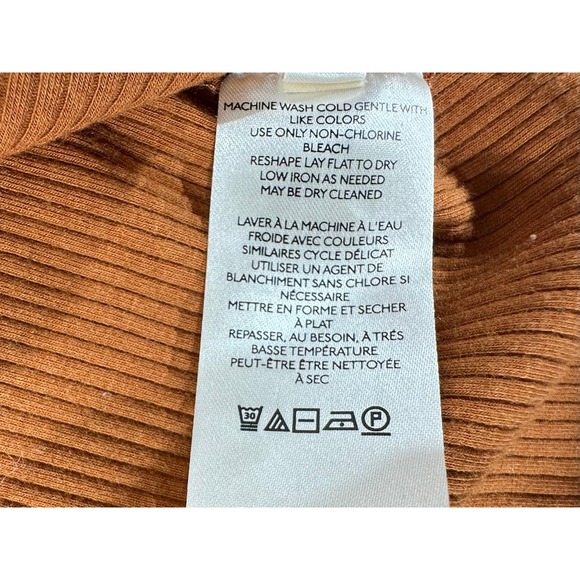 MACHINE WASH COLD GENTLE WITH
LIKE COLORS
USE ONLY NON-CHLORINE
BLEACH
RESHAPE LAY FLAT TO DRY
LOW IRON AS NEEDED
MAY BE DRY CLEANED
LAVER À LA MACHINE À L'EAU
FROIDE AVEC COULEURS
SIMILAIRES CYCLE DÉLICAT
UTILISER UN AGENT DE
BLANCHIMENT SANS CHLORE SI
NÉCESSAIRE
METTRE EN FORME ET SECHER
À PLAT
REPASSER, AU BESOIN, À TRÉS
BASSE TEMPÉRATURE
PEUT-ÊTRE ÊTRE NETTOYÉE
À SEC
30 P